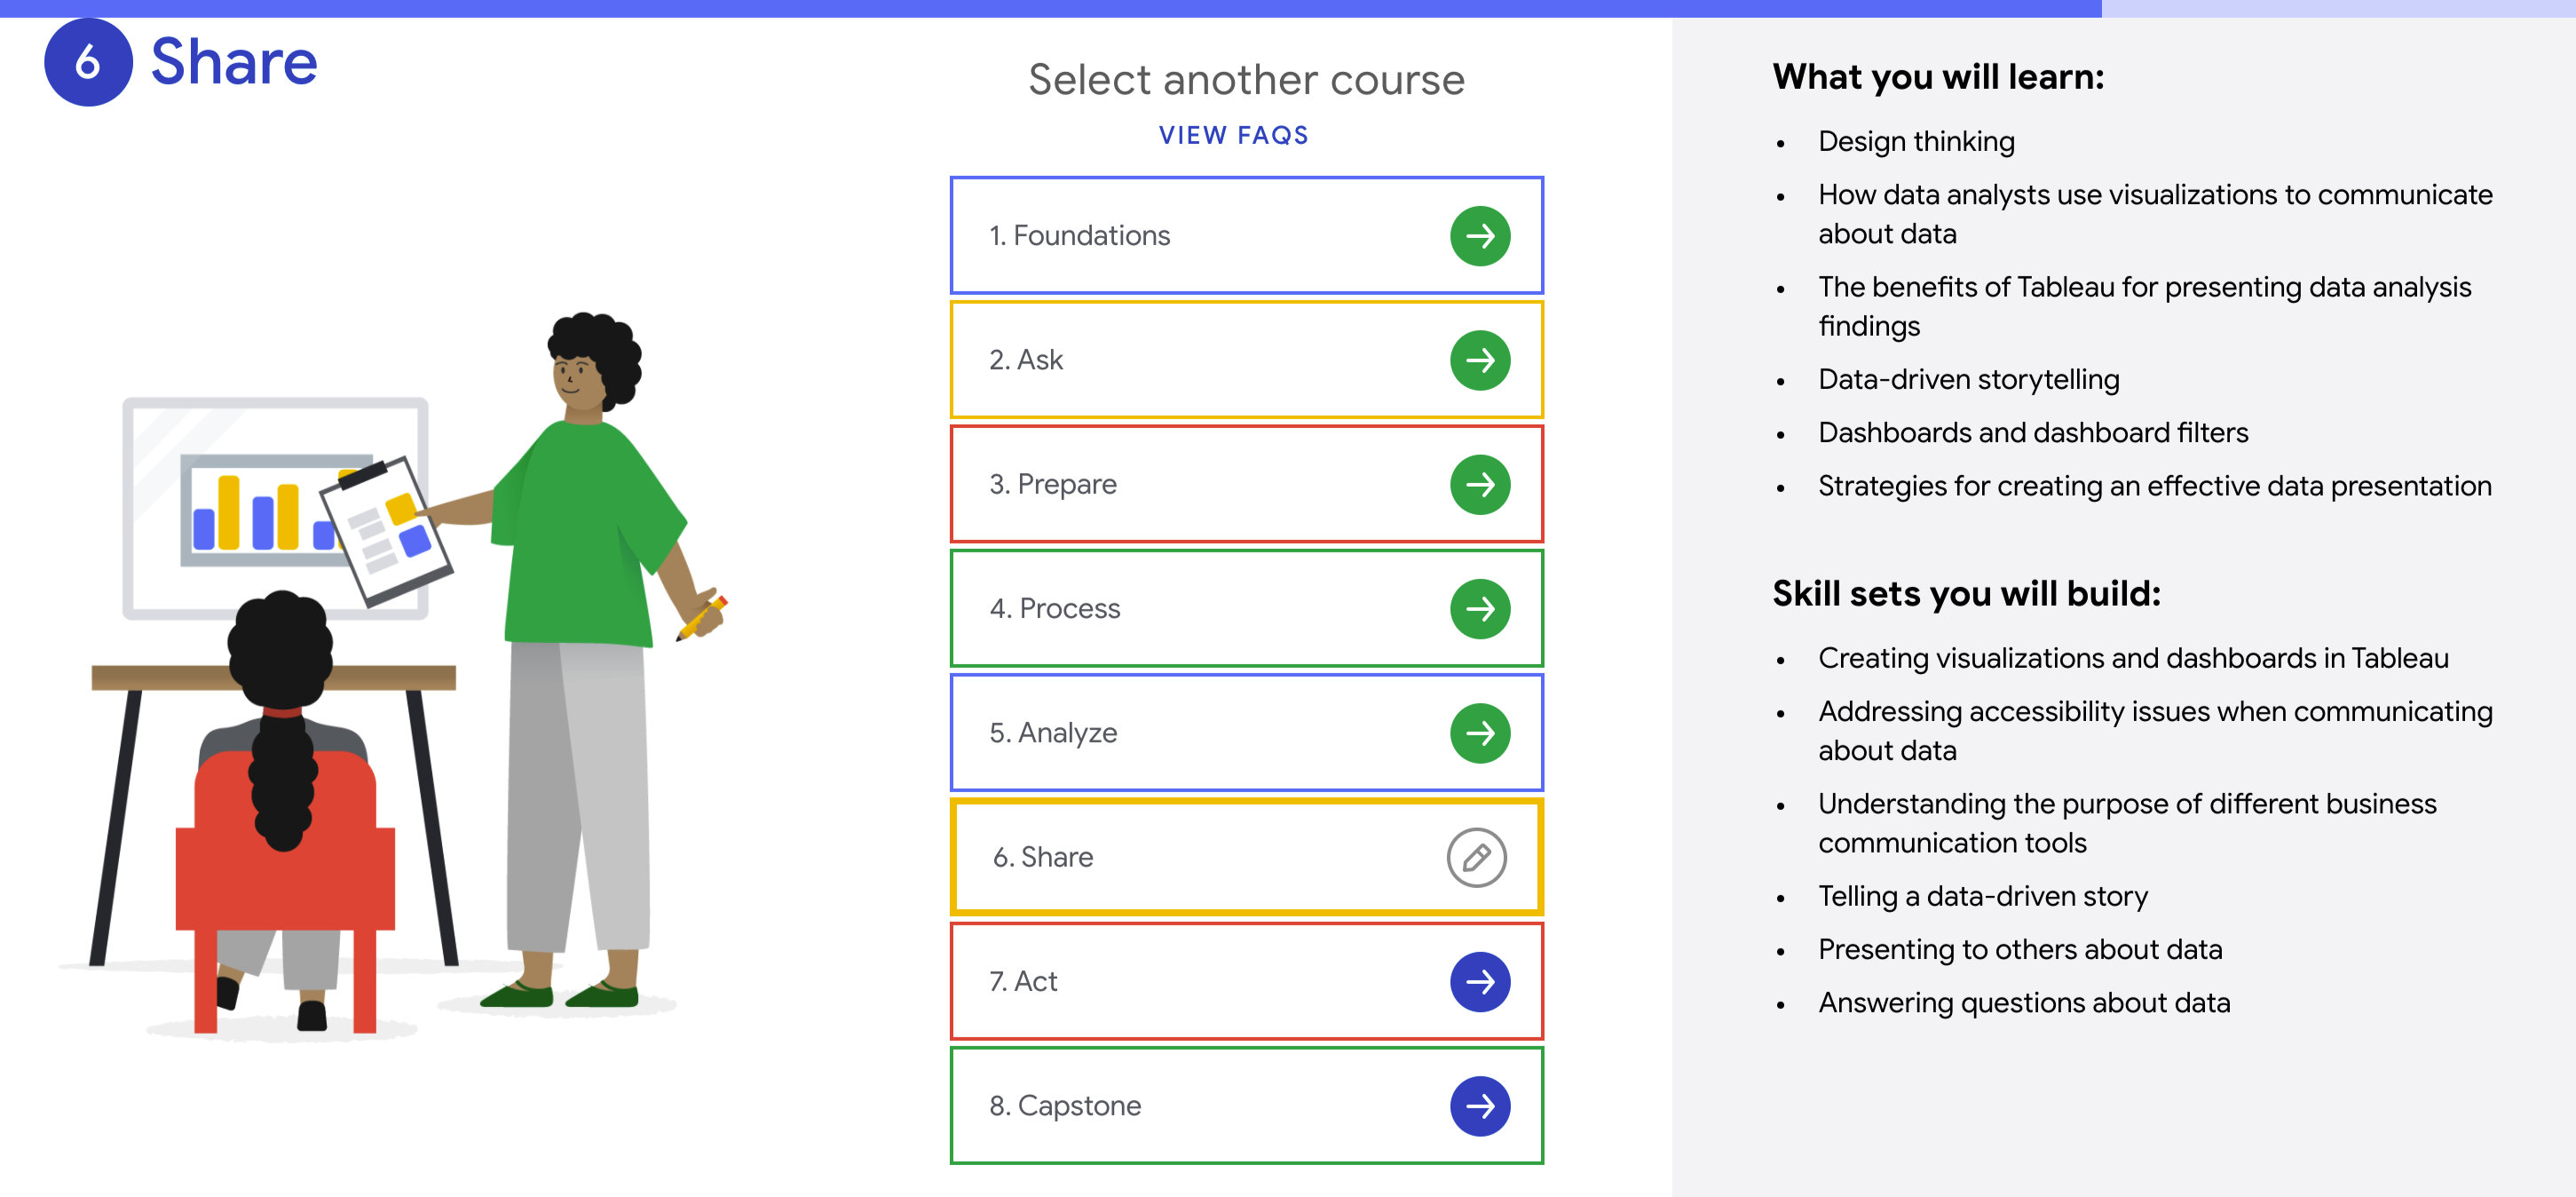 6 Share
Select another course
VIEW FAQS
1. Foundations
2. Ask
3. Prepare
4. Process
5. Analyze
6. Share
7. Act
8. Capstone
What you will learn:
• Design thinking
• How data analysts use visualizations to communicate
about data
• The benefits of Tableau for presenting data analysis
findings
• Data-driven storytelling
• Dashboards and dashboard filters
• Strategies for creating an effective data presentation
Skill sets you will build:
• Creating visualizations and dashboards in Tableau
• Addressing accessibility issues when communicating
about data
• Understanding the purpose of different business
communication tools
• Telling a data-driven story
• Presenting to others about data
• Answering questions about data